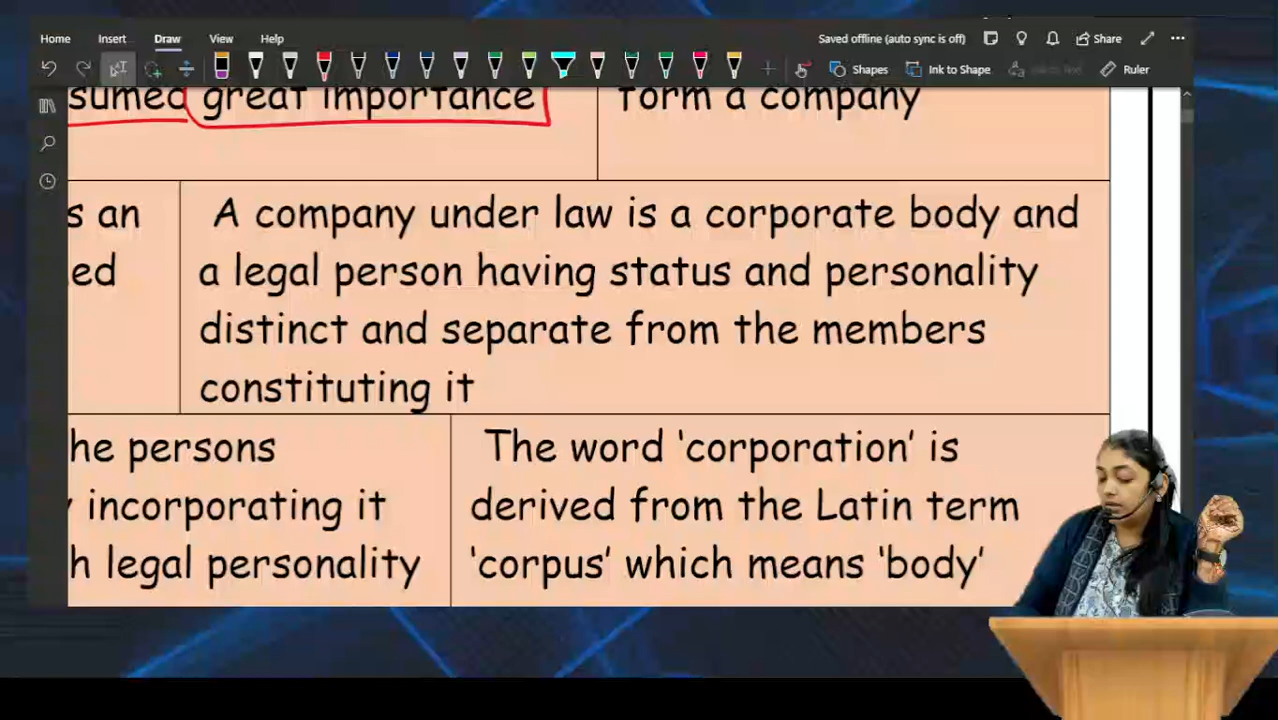 Home Insert Draw View Help Saved offline (auto sync is off) Share
Shapes Ink to Shape Ink to Text Ruler
sumed great importance
form a company
s an
ed
A company under law is a corporate body and
a legal person having status and personality
distinct and separate from the members
constituting it
he persons
y incorporating it
h legal personality
The word ‘corporation’ is
derived from the Latin term
‘corpus’ which means ‘body’